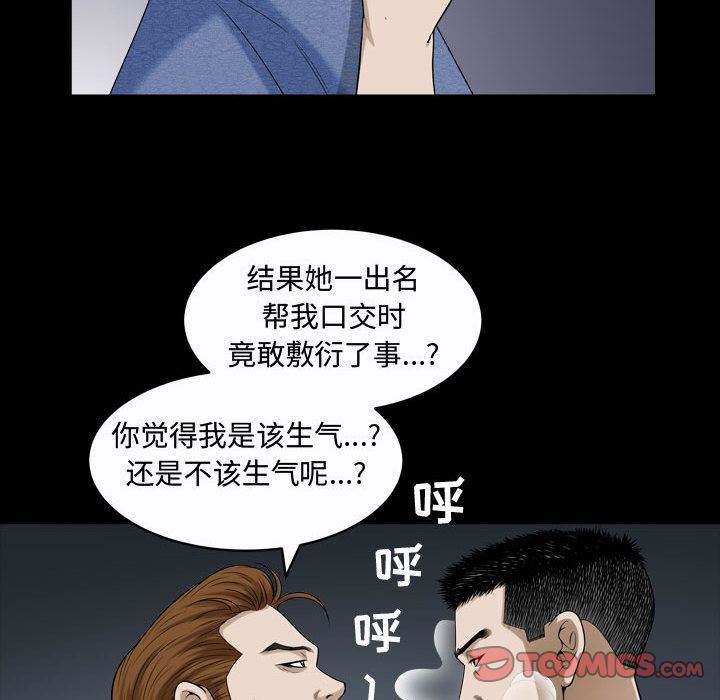 结果她一出名
帮我口交时
竟敢敷衍了事...?
你觉得我是该生气...?
还是不该生气呢...?
呼
呼
呼
TOOMICS.COM